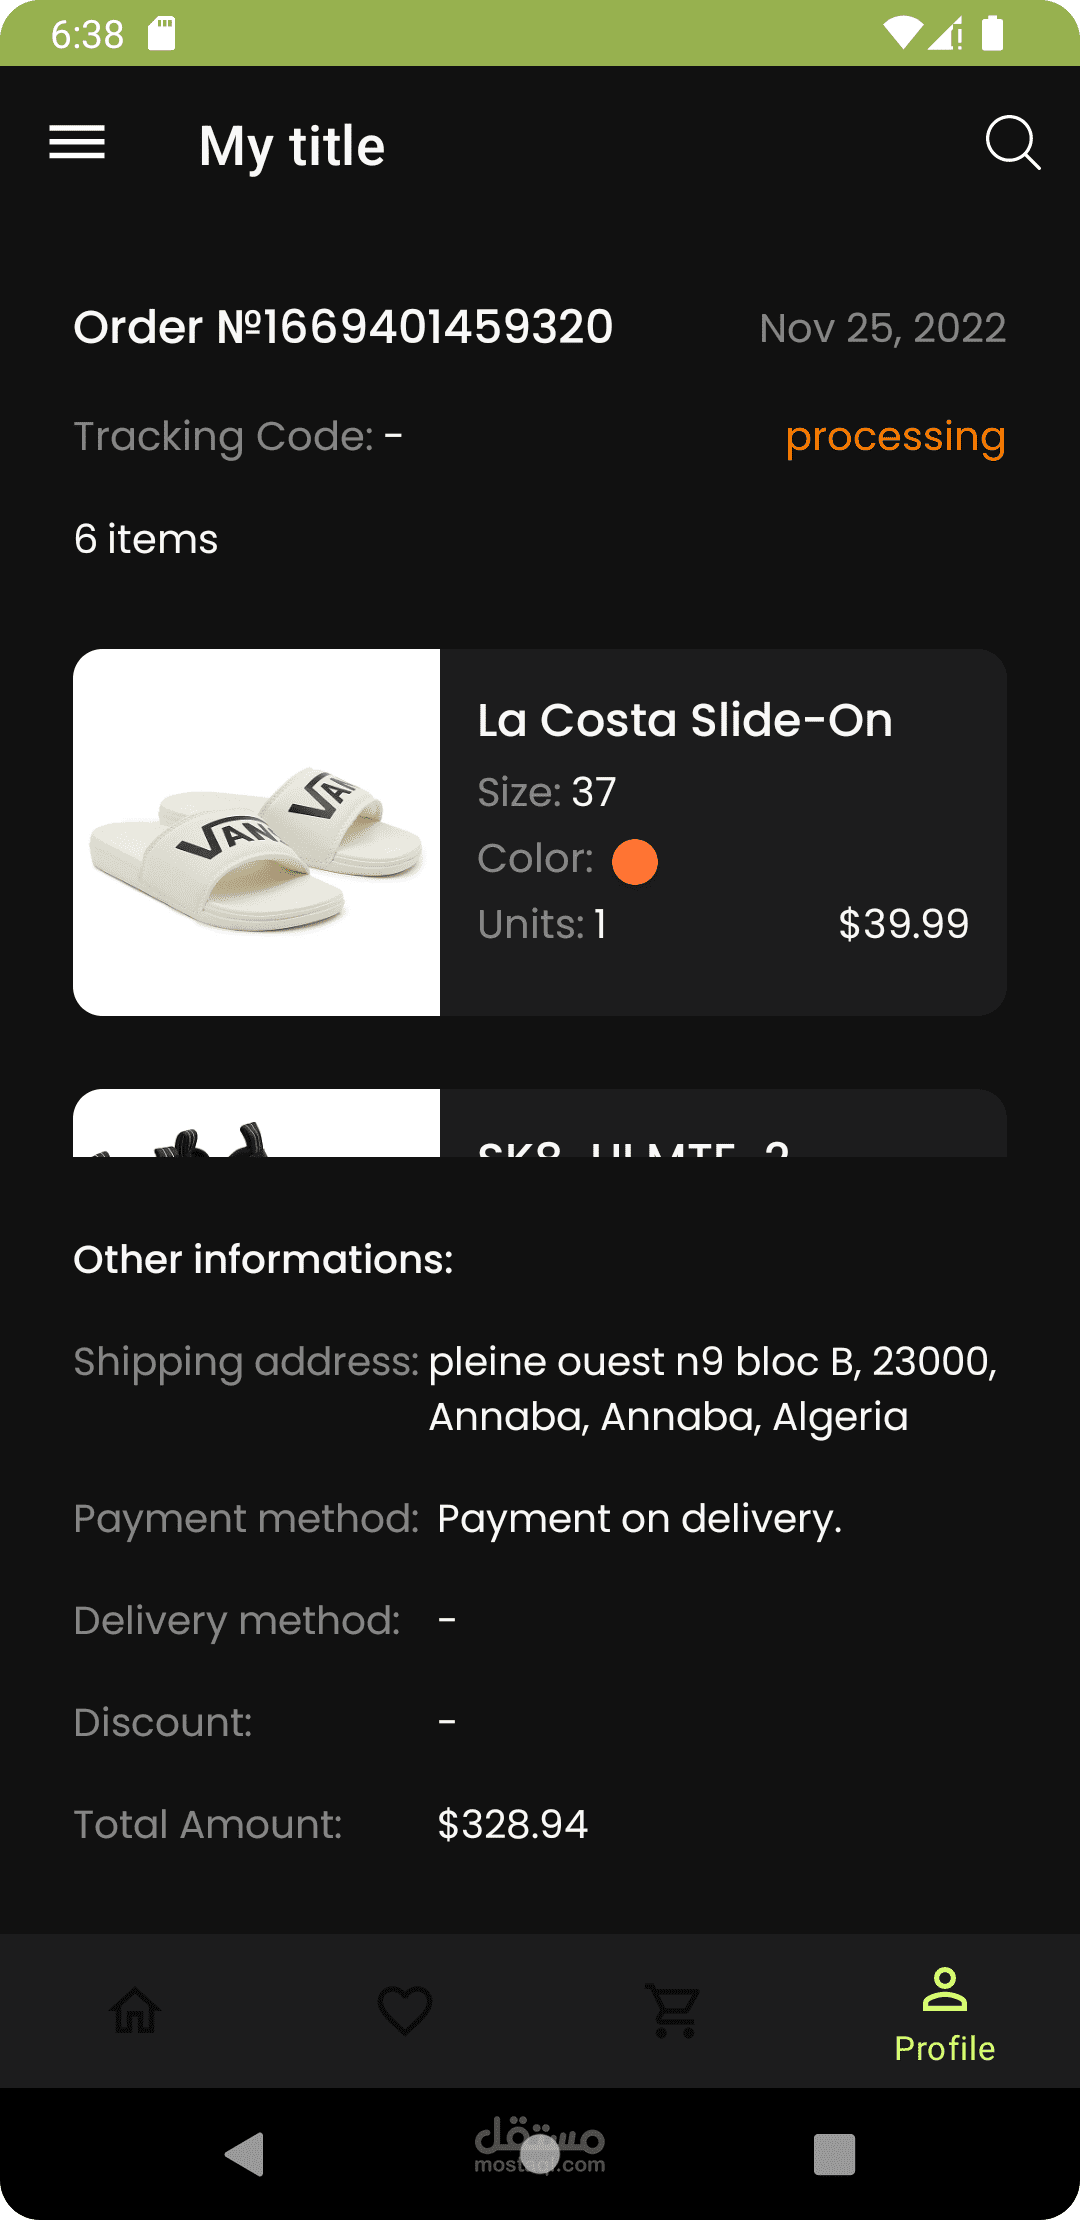 6:38
My title
Order №1669401459320
Nov 25, 2022
Tracking Code: -
processing
6 items
La Costa Slide-On
VANS
VAN
Size: 37
Color:
Units: 1
$39.99
Other informations:
Shipping address: pleine ouest n9 bloc B, 23000,
Annaba, Annaba, Algeria
Payment method: Payment on delivery.
Delivery method: -
Discount: -
Total Amount: $328.94
Profile
مستقل
mostaql.com